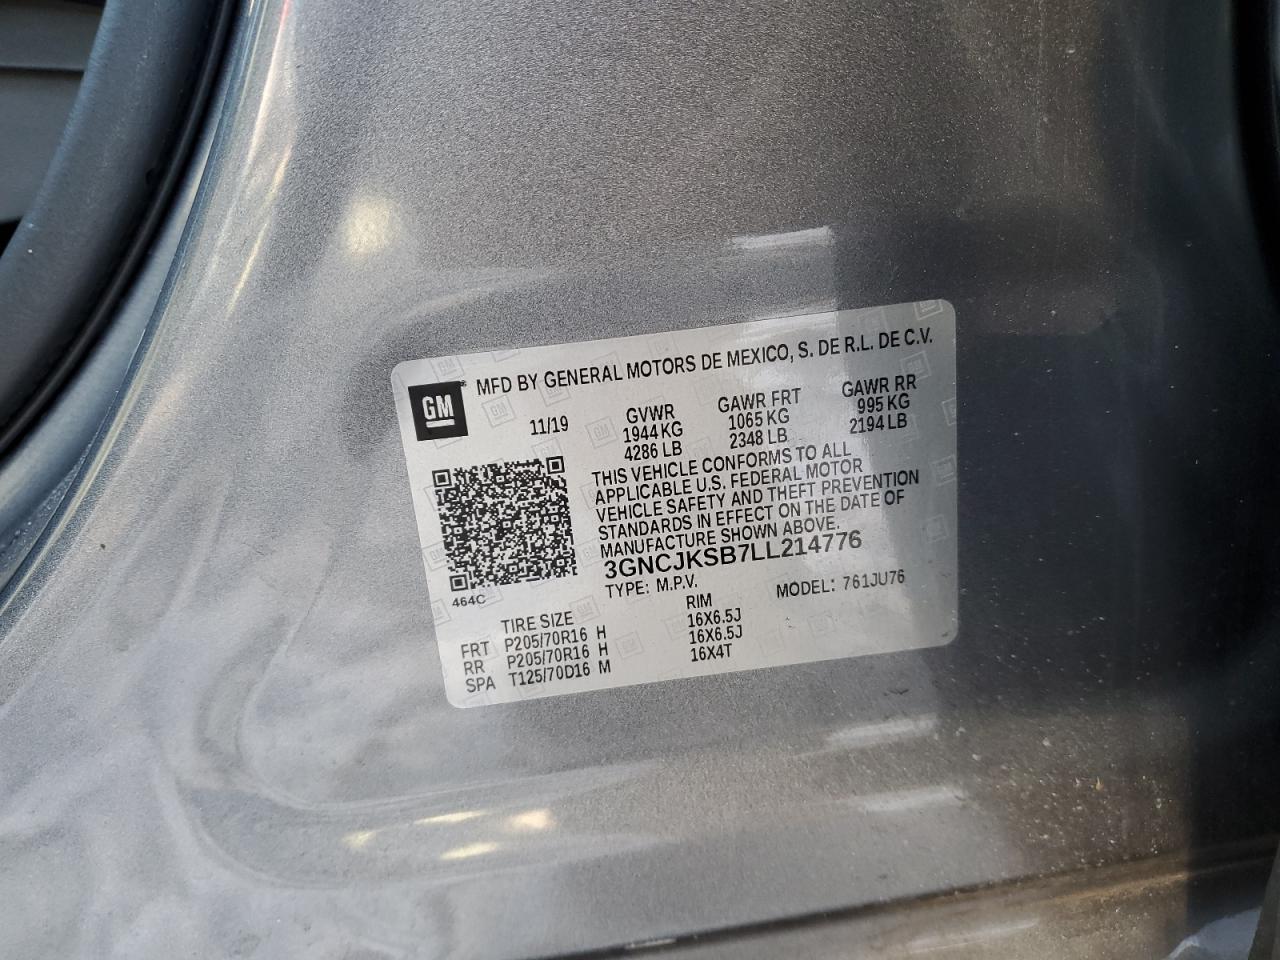 GM
MFD BY GENERAL MOTORS DE MEXICO, S. DE R.L. DE C.V.
11/19 GVWR GAWR FRT GAWR RR
1944 KG 1065 KG 995 KG
4286 LB 2348 LB 2194 LB
THIS VEHICLE CONFORMS TO ALL
APPLICABLE U.S. FEDERAL MOTOR
VEHICLE SAFETY AND THEFT PREVENTION
STANDARDS IN EFFECT ON THE DATE OF
MANUFACTURE SHOWN ABOVE.
3GNCJKSB7LL214776
464C
TYPE: M.P.V. MODEL: 761JU76
TIRE SIZE RIM
FRT P205/70R16 H 16X6.5J
RR P205/70R16 H 16X6.5J
SPA T125/70D16 M 16X4T